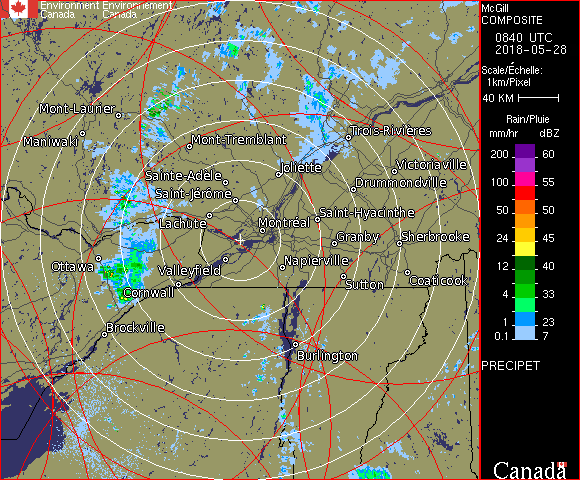 Environment Environnement
Canada Canada
McGill
COMPOSITE
0840 UTC
2018-05-28
Scale/Échelle:
1km/Pixel
40 KM
Rain/Pluie
mm/hr dBZ
200 60
100 55
50 50
24 45
12 40
4 33
1 23
0.1 7
PRECIPET
Canada
Mont-Laurier
Maniwaki
Mont-Tremblant
Trois-Rivières
Joliette
Victoriaville
Sainte-Adèle
Drummondville
Saint-Jérôme
Saint-Hyacinthe
Lachute
Montréal
Granby
Sherbrooke
Ottawa
Valleyfield
Napierville
Sutton
Coaticook
Cornwall
Brockville
Burlington